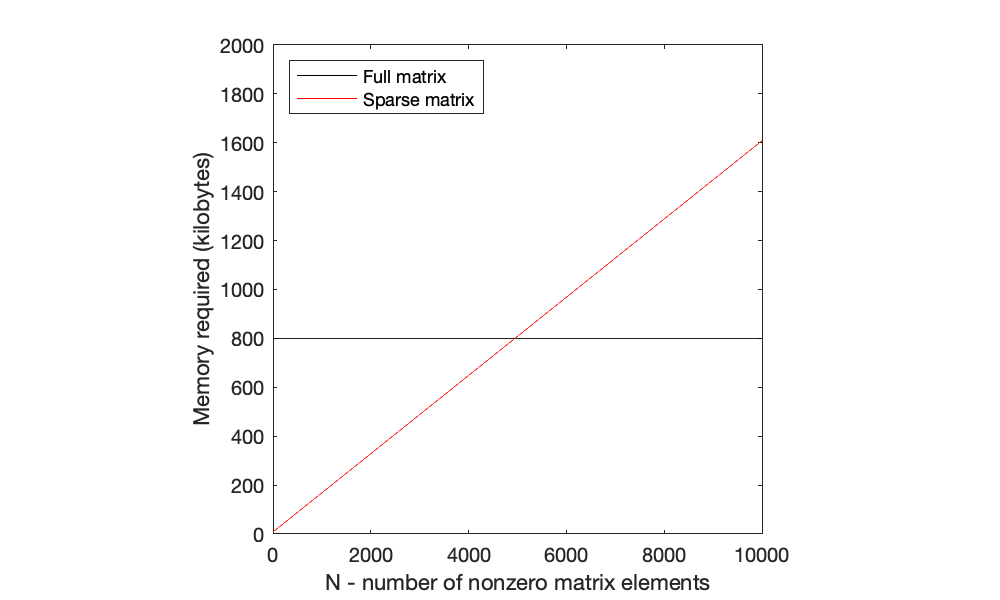 2000
1800
1600
1400
1200
1000
800
600
400
200
0
Memory required (kilobytes)
Full matrix
Sparse matrix
0 2000 4000 6000 8000 10000
N - number of nonzero matrix elements